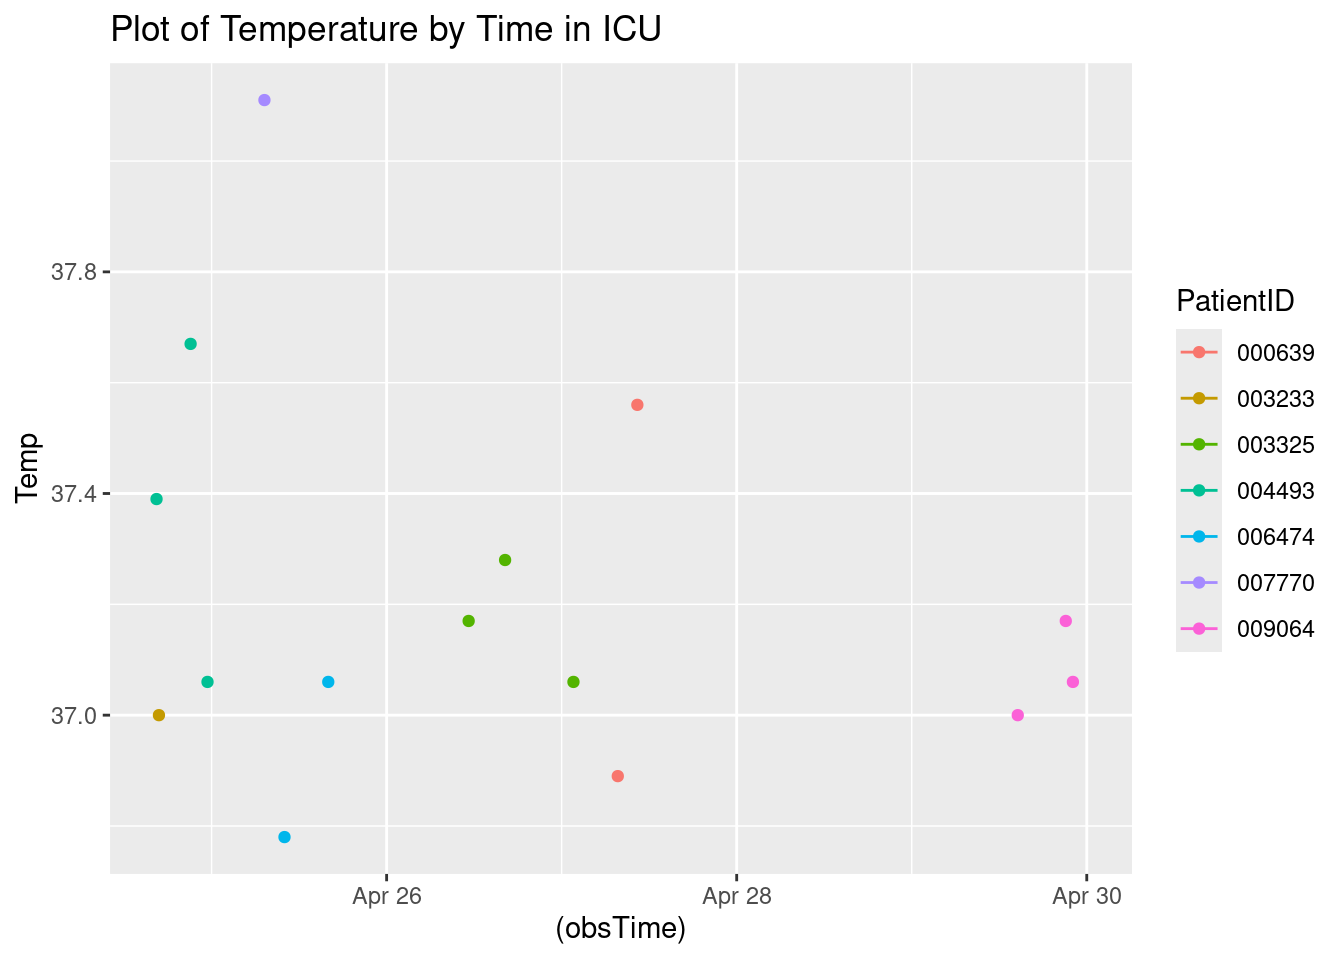 Plot of Temperature by Time in ICU
37.8
37.4
37.0
Temp
Apr 26
Apr 28
Apr 30
(obsTime)
PatientID
000639
003233
003325
004493
006474
007770
009064